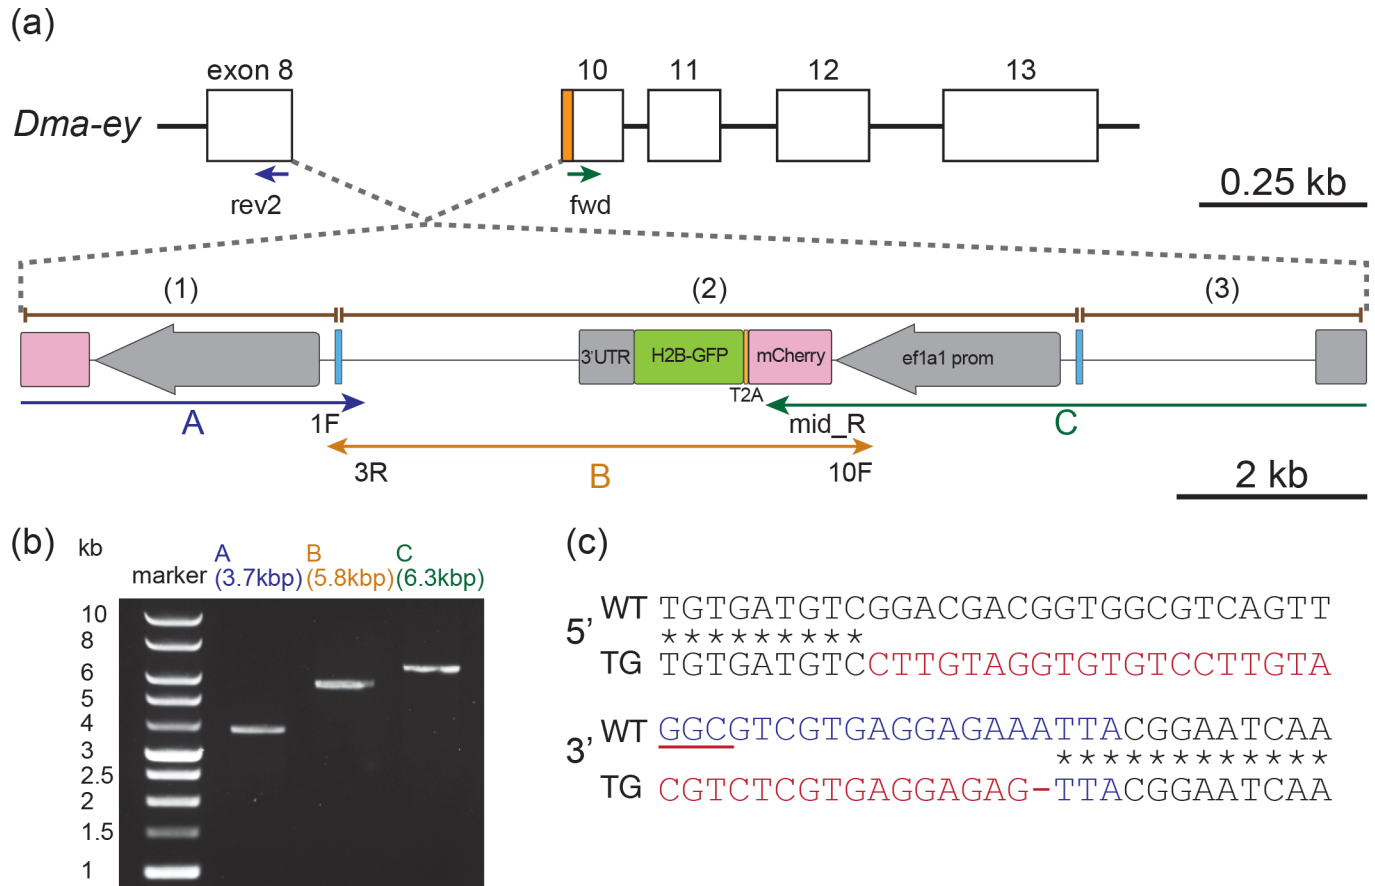 (a)
exon 8 10 11 12 13
Dma-ey
rev2 fwd
0.25 kb
(1) (2) (3)
3'UTR H2B-GFP mCherry ef1a1 prom
T2A
A 1F mid_R C
3R B 10F
2 kb
(b) kb
marker
A
(3.7kbp)
B
(5.8kbp)
C
(6.3kbp)
10
8
6
5
4
3
2.5
2
1.5
1
(c)
5’
WT TGTGATGTCGGACGACGGTGGCGTCAGTT
*********
TG TGTGATGTCCTTGTAGGTGTGTCCTTGTA
3’
WT GGCGTCGTGAGGAGAAATTACGGAATCAA
************
TG CGTCTCGTGAGGAGAG-TTACGGAATCAA